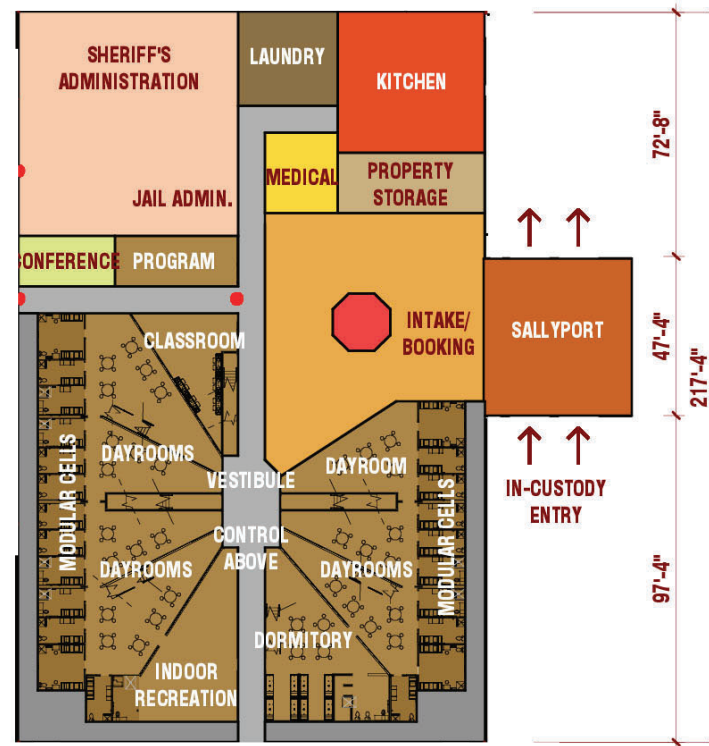 SHERIFF'S
ADMINISTRATION
LAUNDRY
KITCHEN
MEDICAL
PROPERTY
STORAGE
JAIL ADMIN.
CONFERENCE
PROGRAM
INTAKE/
BOOKING
SALLYPORT
CLASSROOM
DAYROOMS
VESTIBULE
DAYROOM
MODULAR CELLS
MODULAR CELLS
IN-CUSTODY
ENTRY
CONTROL
ABOVE
DAYROOMS
DAYROOMS
DORMITORY
INDOOR
RECREATION
72'-8"
47'-4"
217'-4"
97'-4"